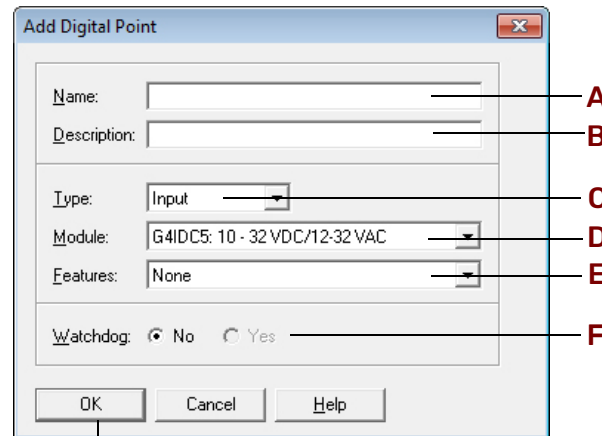 Add Digital Point
Name: A
Description: B
Type: Input C
Module: G4IDC5: 10 - 32 VDC/12-32 VAC D
Features: None E
Watchdog: No Yes F
OK Cancel Help